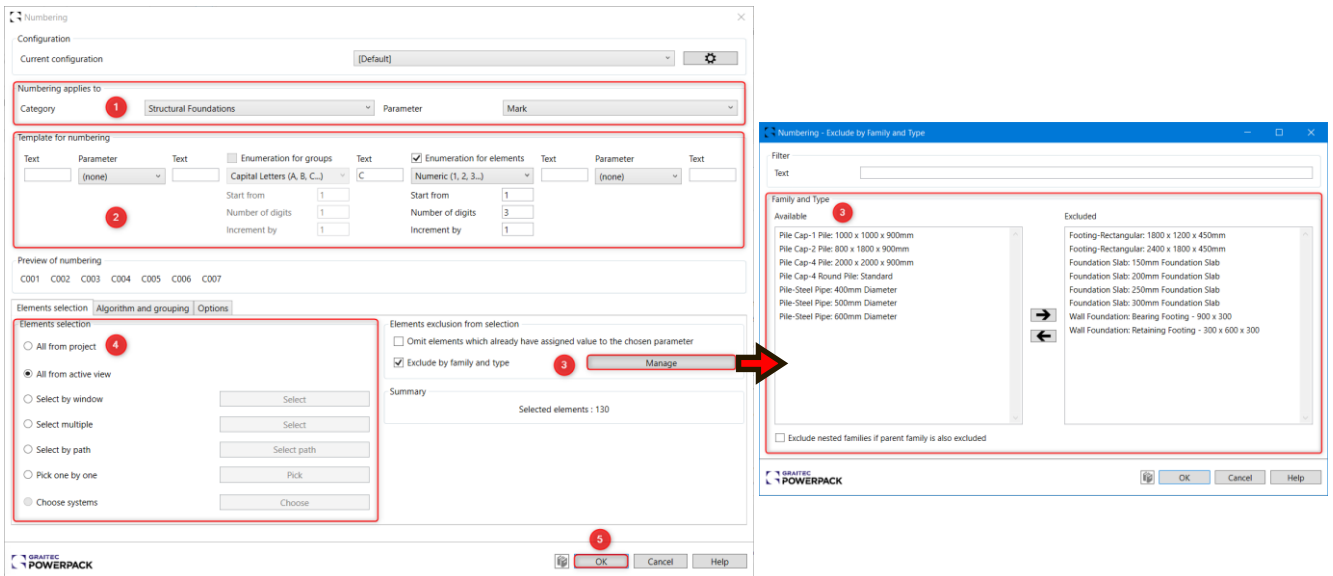 Numbering
Configuration
Current configuration {Default}
Numbering applies to
Category 1 Structural Foundations Parameter Mark
Template for numbering
Text Parameter Text Enumeration for groups Text Enumeration for elements Text Parameter Text
(none) Capital Letters (A, B, C...) C Numeric (1, 2, 3...) (none)
Start from 1 Start from 1
2 Number of digits 1 Number of digits 3
Increment by 1 Increment by 1
Preview of numbering
C001 C002 C003 C004 C005 C006 C007
Elements selection Algorithm and grouping Options
Elements selection
All from project 4
All from active view
Select by window Select
Select multiple Select
Select by path Select path
Pick one by one Pick
Choose systems Choose
Elements exclusion from selection
Omit elements which already have assigned value to the chosen parameter
Exclude by family and type 3 Manage
Summary
Selected elements : 130
GRAITEC
POWERPACK
5
OK Cancel Help
Numbering - Exclude by Family and Type
Filter
Text
Family and Type
Available 3 Excluded
Pile Cap-1 Pile: 1000 x 1000 x 900mm
Pile Cap-2 Pile: 800 x 1800 x 900mm
Pile Cap-4 Pile: 2000 x 2000 x 900mm
Pile Cap-4 Round Pile: Standard
Pile-Steel Pipe: 400mm Diameter
Pile-Steel Pipe: 500mm Diameter
Pile-Steel Pipe: 600mm Diameter
Footing-Rectangular: 1800 x 1200 x 450mm
Footing-Rectangular: 2400 x 1800 x 450mm
Foundation Slab: 150mm Foundation Slab
Foundation Slab: 200mm Foundation Slab
Foundation Slab: 250mm Foundation Slab
Foundation Slab: 300mm Foundation Slab
Wall Foundation: Bearing Footing - 900 x 300
Wall Foundation: Retaining Footing - 300 x 600 x 300
Exclude nested families if parent family is also excluded
GRAITEC
POWERPACK
OK Cancel Help